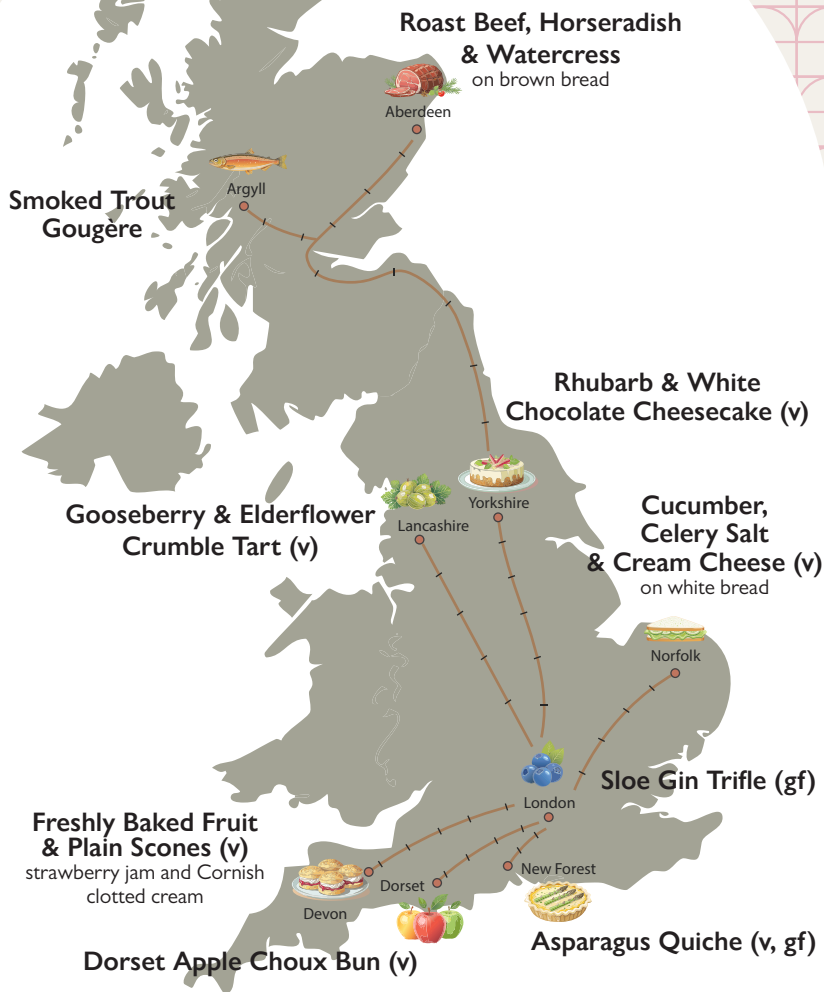 Roast Beef, Horseradish
& Watercress
on brown bread
Aberdeen
Argyll
Smoked Trout
Gougère
Rhubarb & White
Chocolate Cheesecake (v)
Yorkshire
Gooseberry & Elderflower
Crumble Tart (v)
Lancashire
Cucumber,
Celery Salt
& Cream Cheese (v)
on white bread
Norfolk
Sloe Gin Trifle (gf)
London
Freshly Baked Fruit
& Plain Scones (v)
strawberry jam and Cornish
clotted cream
Devon
Dorset
New Forest
Asparagus Quiche (v, gf)
Dorset Apple Choux Bun (v)